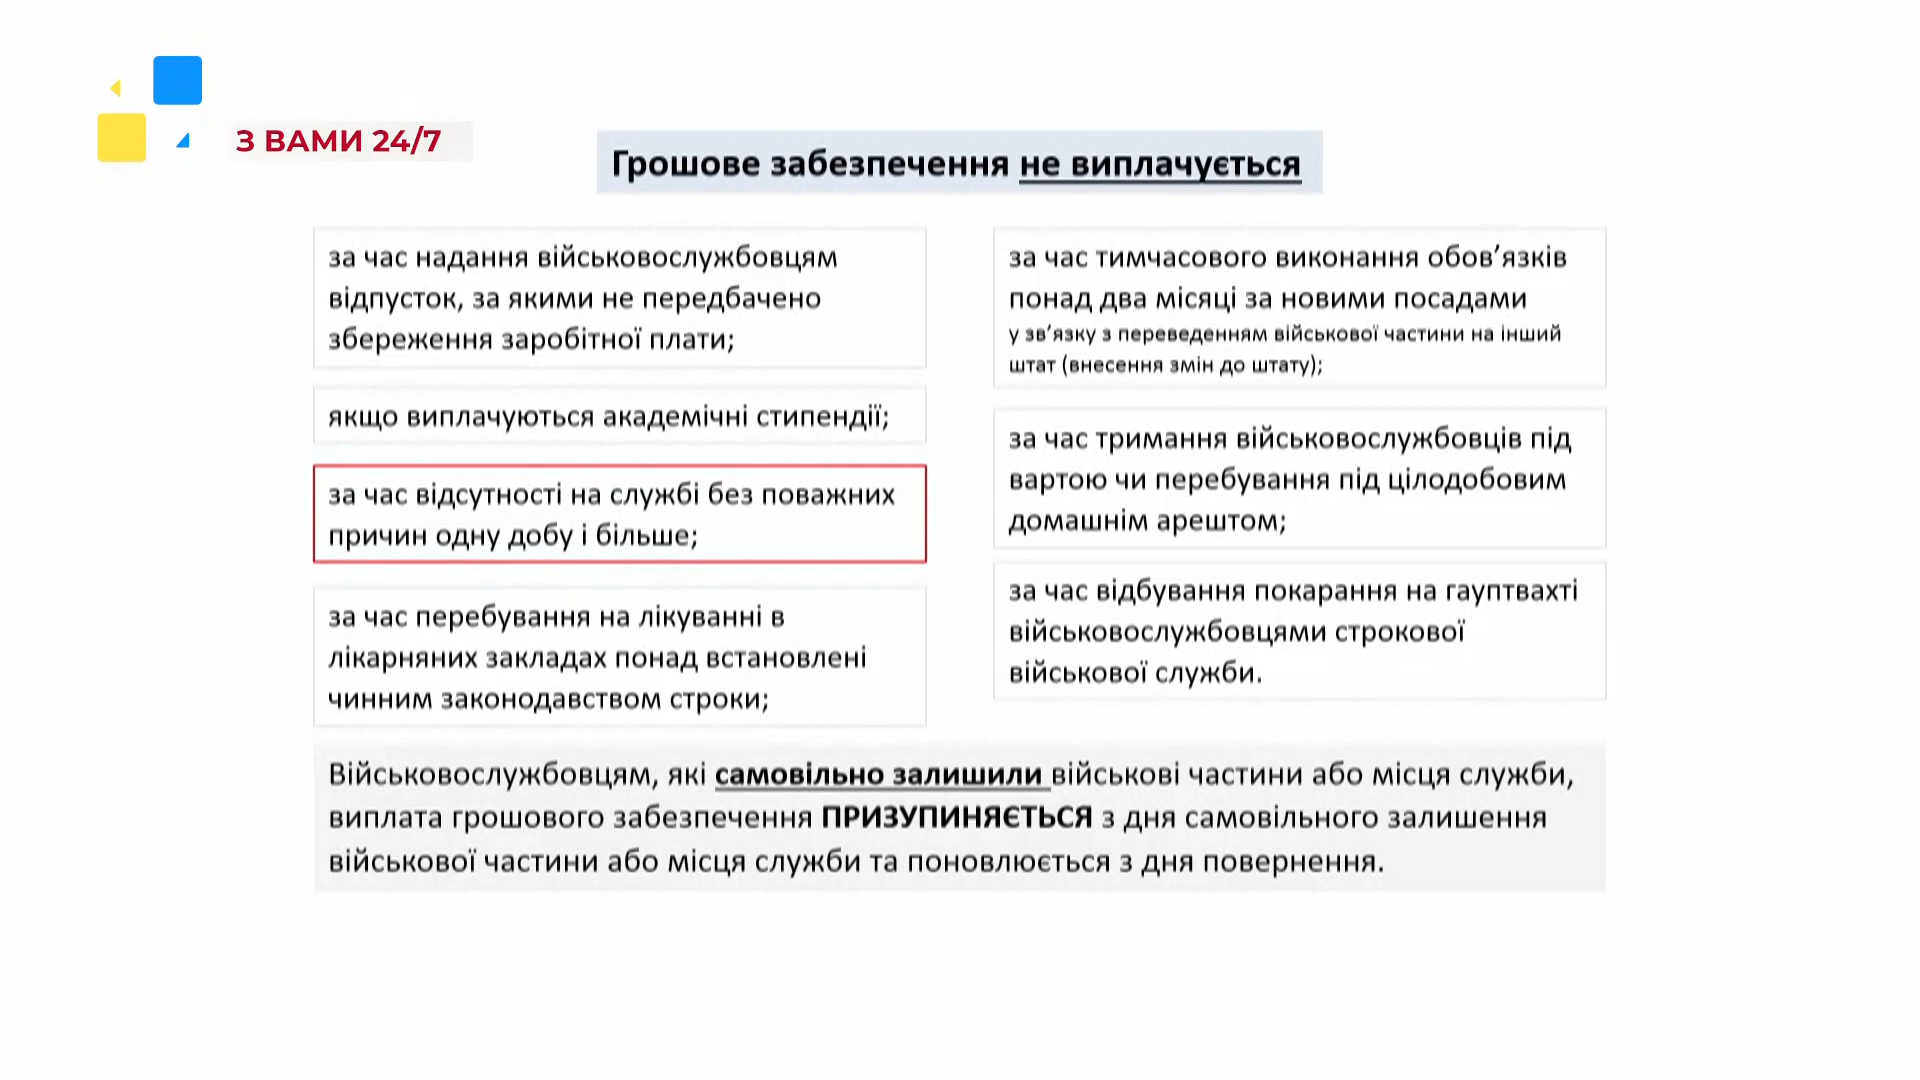 З ВАМИ 24/7
Грошове забезпечення не виплачується
за час надання військовослужбовцям
відпусток, за якими не передбачено
збереження заробітної плати;
якщо виплачуються академічні стипендії;
за час відсутності на службі без поважних
причин одну добу і більше;
за час перебування на лікуванні в
лікарняних закладах понад встановлені
чинним законодавством строки;
за час тимчасового виконання обов’язків
понад два місяці за новими посадами
у зв’язку з переведенням військової частини на інший
штат (внесення змін до штату);
за час тримання військовослужбовців під
вартою чи перебування під цілодобовим
домашнім арештом;
за час відбування покарання на гауптвахті
військовослужбовцями строкової
військової служби.
Військовослужбовцям, які самовільно залишили військові частини або місця служби,
виплата грошового забезпечення ПРИЗУПИНЯЄТЬСЯ з дня самовільного залишення
військової частини або місця служби та поновлюється з дня повернення.